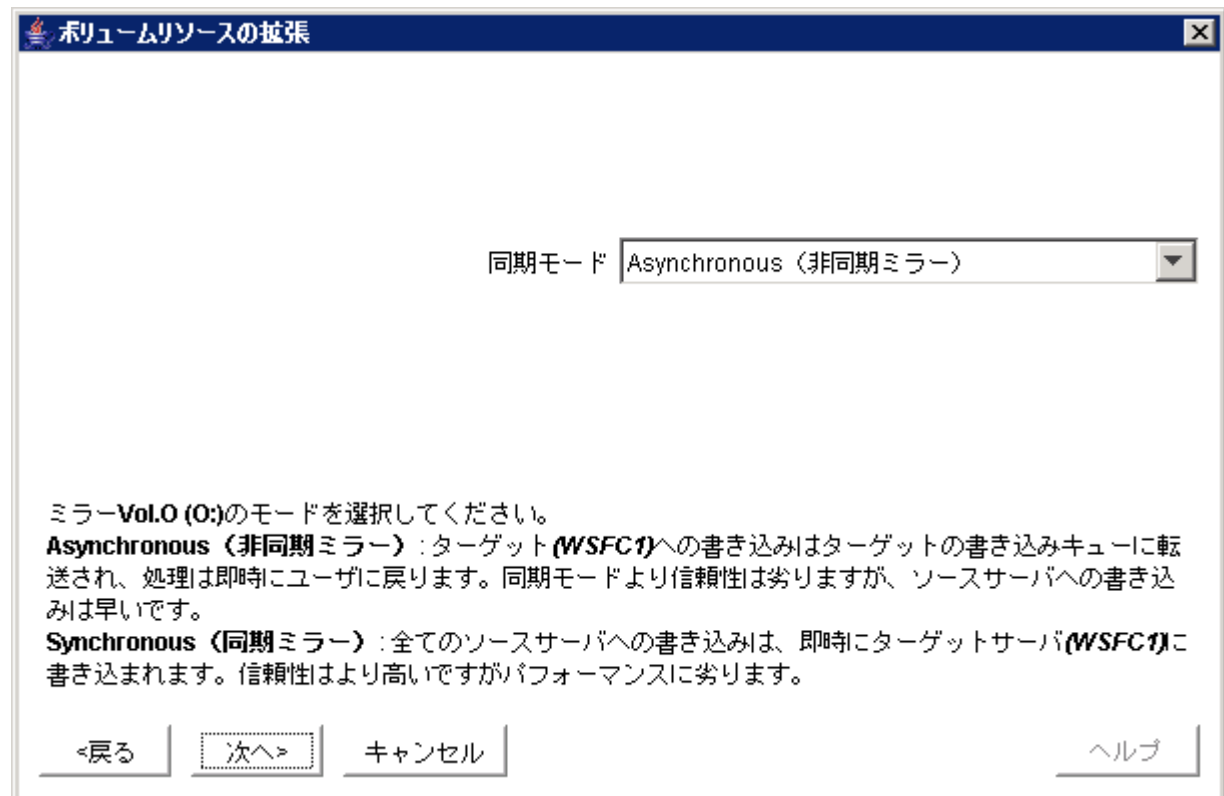 ボリュームリソースの拡張
同期モード Asynchronous（非同期ミラー）
ミラーVol.O (O:)のモードを選択してください。
Asynchronous（非同期ミラー）:ターゲット(WSFC1)への書き込みはターゲットの書き込みキューに転
送され、処理は即時にユーザに戻ります。同期モードより信頼性は劣りますが、ソースサーバへの書き込
みは早いです。
Synchronous（同期ミラー）:全てのソースサーバへの書き込みは、即時にターゲットサーバ(WSFC1)に
書き込まれます。信頼性はより高いですがパフォーマンスに劣ります。
<戻る 次へ> キャンセル ヘルプ